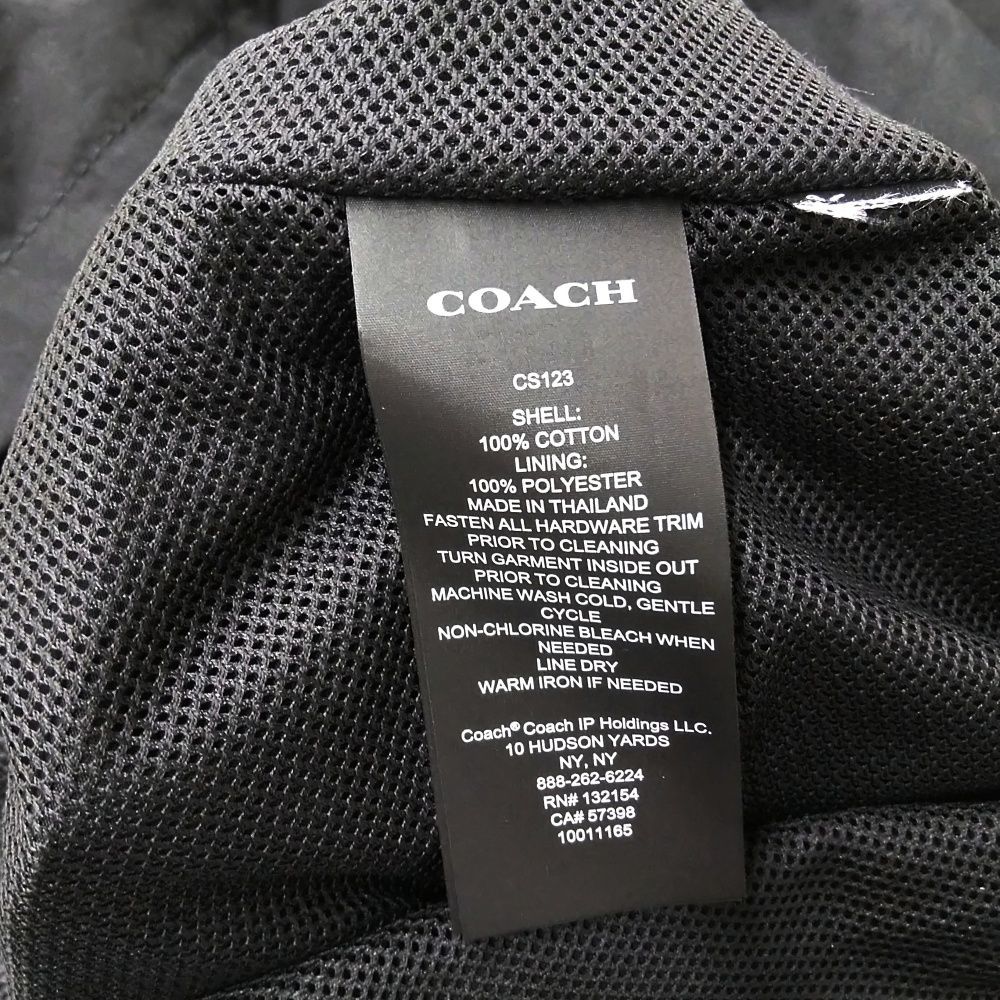 COACH
CS123
SHELL:
100% COTTON
LINING:
100% POLYESTER
MADE IN THAILAND
FASTEN ALL HARDWARE TRIM
PRIOR TO CLEANING
TURN GARMENT INSIDE OUT
PRIOR TO CLEANING
MACHINE WASH COLD, GENTLE
CYCLE
NON-CHLORINE BLEACH WHEN
NEEDED
LINE DRY
WARM IRON IF NEEDED
Coach® Coach IP Holdings LLC.
10 HUDSON YARDS
NY, NY
888-262-6224
RN# 132154
CA# 57398
10011165